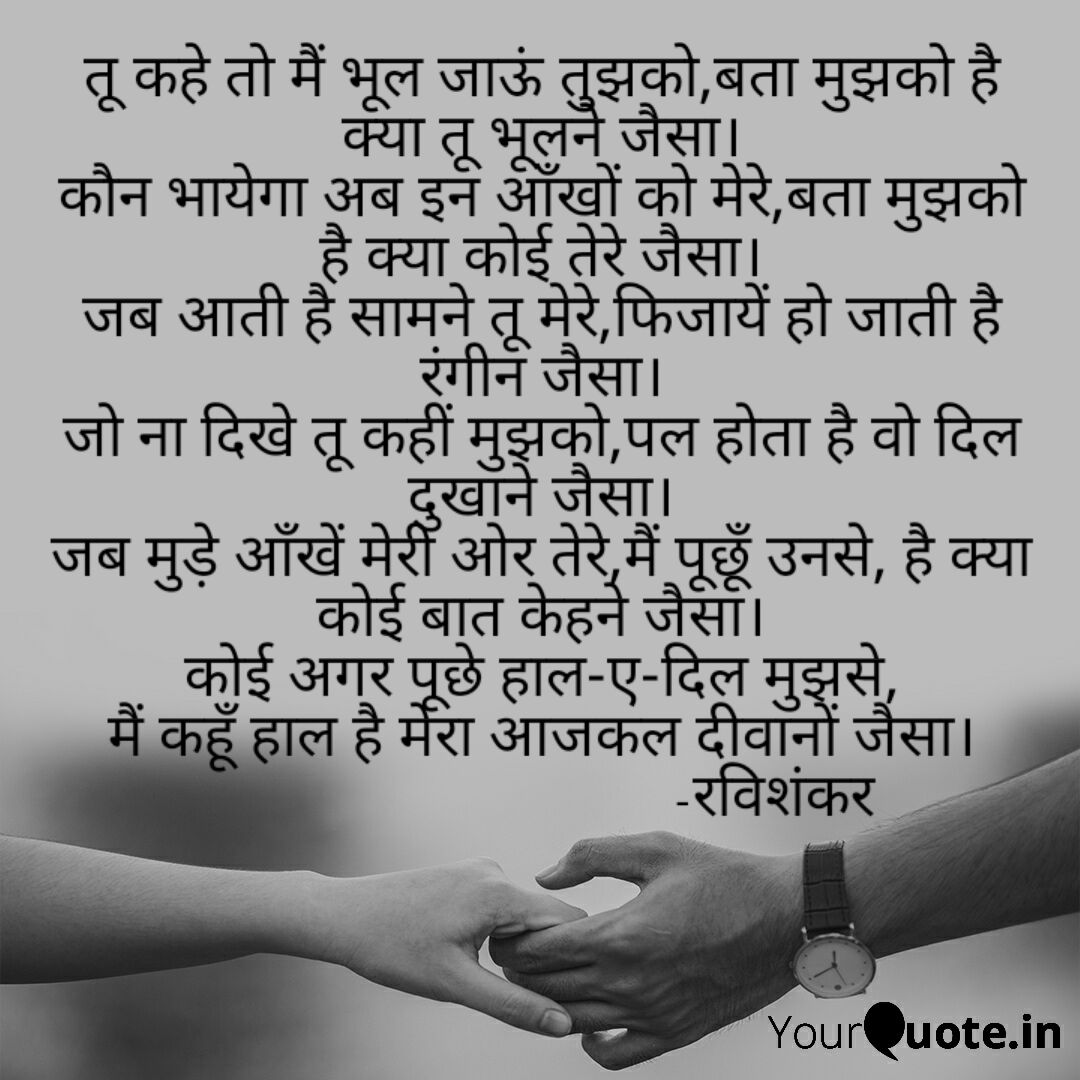 तू कहे तो मैं भूल जाऊं तुझको,बता मुझको है
क्या तू भूलने जैसा।
कौन भायेगा अब इन आँखों को मेरे,बता मुझको
है क्या कोई तेरे जैसा।
जब आती है सामने तू मेरे,फिजायें हो जाती है
रंगीन जैसा।
जो ना दिखे तू कहीं मुझको,पल होता है वो दिल
दुखाने जैसा।
जब मुड़े आँखें मेरी ओर तेरे,मैं पूछूँ उनसे, है क्या
कोई बात केहने जैसा।
कोई अगर पूछे हाल-ए-दिल मुझसे,
मैं कहूँ हाल है मेरा आजकल दीवानों जैसा।
-रविशंकर
YourQuote.in